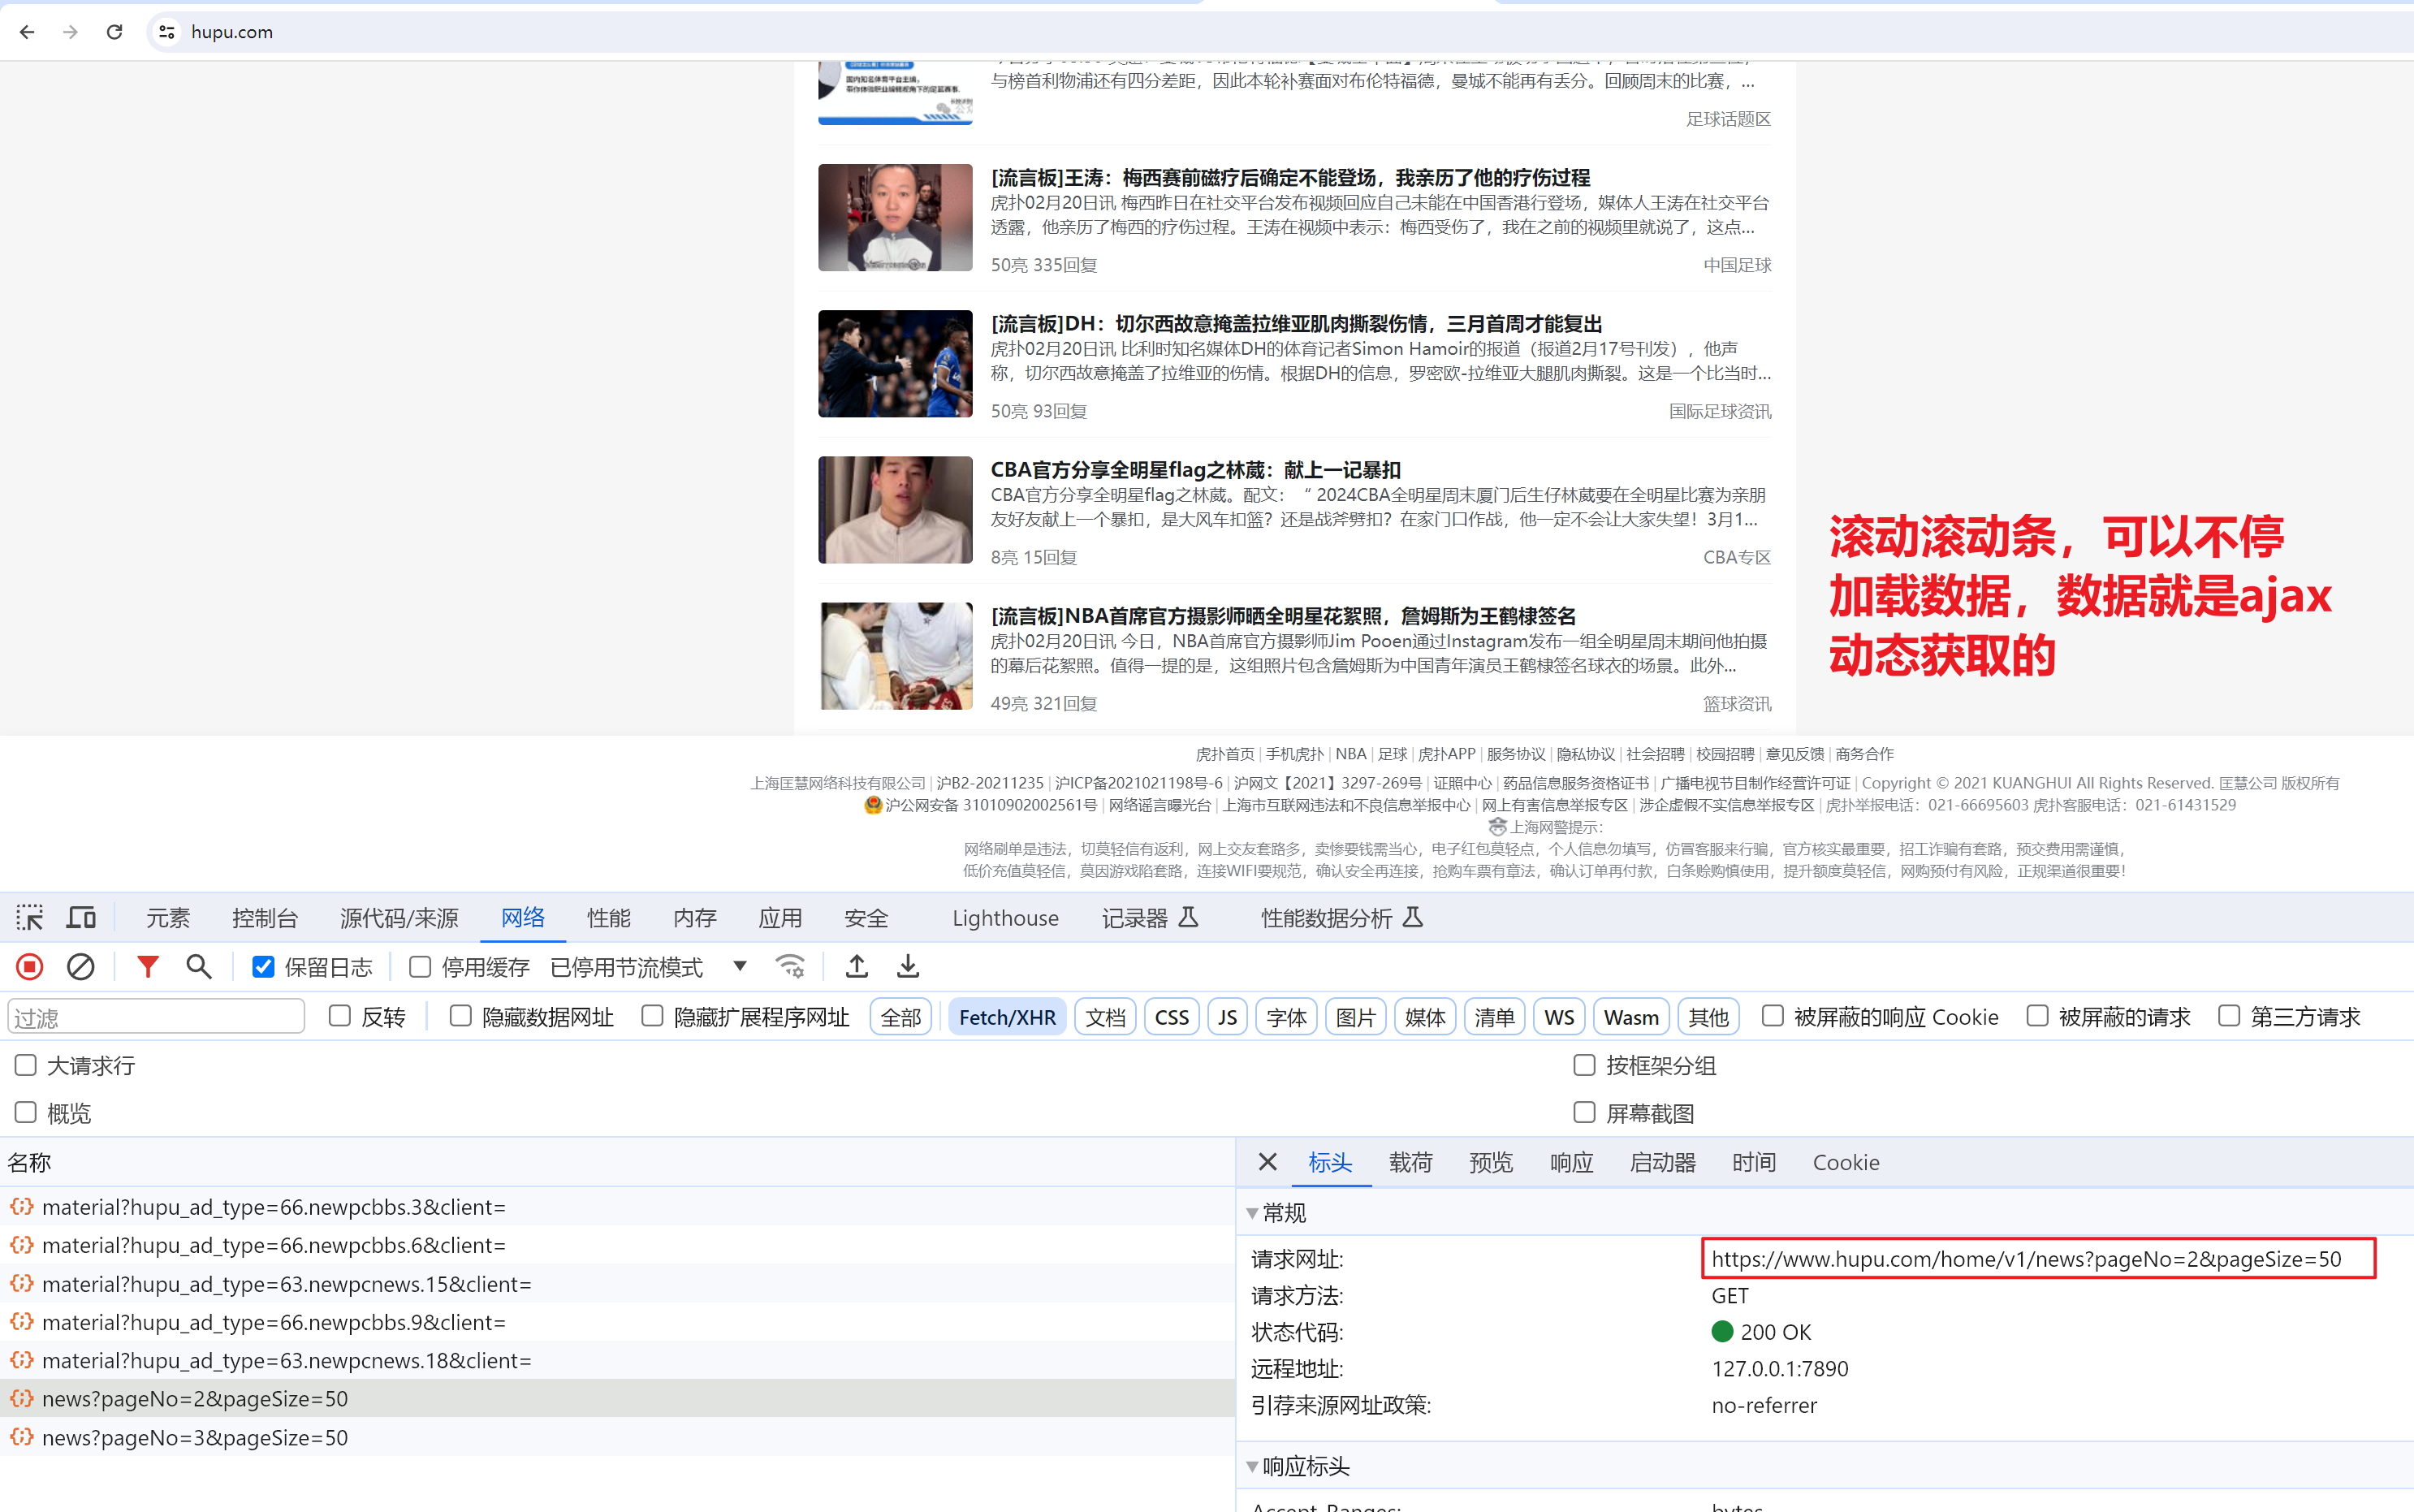 hupu.com
国内知名体育平台主编，
带你体验职业编辑视角下的足篮赛事.
与榜首利物浦还有四分差距，因此本轮补赛面对布伦特福德，曼城不能再有丢分。回顾周末的比赛，...
足球话题区
[流言板]王涛：梅西赛前磁疗后确定不能登场，我亲历了他的疗伤过程
虎扑02月20日讯 梅西昨日在社交平台发布视频回应自己未能在中国香港行登场，媒体人王涛在社交平台
透露，他亲历了梅西的疗伤过程。王涛在视频中表示：梅西受伤了，我在之前的视频里就说了，这点...
50亮 335回复
中国足球
[流言板]DH：切尔西故意掩盖拉维亚肌肉撕裂伤情，三月首周才能复出
虎扑02月20日讯 比利时知名媒体DH的体育记者Simon Hamoir的报道（报道2月17号刊发），他声
称，切尔西故意掩盖了拉维亚的伤情。根据DH的信息，罗密欧-拉维亚大腿肌肉撕裂。这是一个比当时...
50亮 93回复
国际足球资讯
CBA官方分享全明星flag之林葳：献上一记暴扣
CBA官方分享全明星flag之林葳。配文：“ 2024CBA全明星周末厦门后生仔林葳要在全明星比赛为亲朋
友好友献上一个暴扣，是大风车扣篮？还是战斧劈扣？在家门口作战，他一定不会让大家失望！3月1...
8亮 15回复
CBA专区
滚动滚动条，可以不停
加载数据，数据就是ajax
动态获取的
[流言板]NBA首席官方摄影师晒全明星花絮照，詹姆斯为王鹤棣签名
虎扑02月20日讯 今日，NBA首席官方摄影师Jim Pooen通过Instagram发布一组全明星周末期间他拍摄
的幕后花絮照。值得一提的是，这组照片包含詹姆斯为中国青年演员王鹤棣签名球衣的场景。此外...
49亮 321回复
篮球资讯
虎扑首页 | 手机虎扑 | NBA | 足球 | 虎扑APP | 服务协议 | 隐私协议 | 社会招聘 | 校园招聘 | 意见反馈 | 商务合作
上海匡慧网络科技有限公司 | 沪B2-20211235 | 沪ICP备2021021198号-6 | 沪网文【2021】3297-269号 | 证照中心 | 药品信息服务资格证书 | 广播电视节目制作经营许可证 | Copyright © 2021 KUANGHUI All Rights Reserved. 匡慧公司 版权所有
沪公网安备 31010902002561号 | 网络谣言曝光台 | 上海市互联网违法和不良信息举报中心 | 网上有害信息举报专区 | 涉企虚假不实信息举报专区 | 虎扑举报电话：021-66695603 虎扑客服电话：021-61431529
上海网警提示：
网络刷单是违法，切莫轻信有返利，网上交友套路多，卖惨要钱需当心，电子红包莫轻点，个人信息勿填写，仿冒客服来行骗，官方核实最重要，招工诈骗有套路，预交费用需谨慎，
低价充值莫轻信，莫因游戏陷套路，连接WIFI要规范，确认安全再连接，抢购车票有章法，确认订单再付款，白条赊购慎使用，提升额度莫轻信，网购预付有风险，正规渠道很重要！
元素 控制台 源代码/来源 网络 性能 内存 应用 安全 Lighthouse 记录器 性能数据分析
保留日志 停用缓存 已停用节流模式
过滤 反转 隐藏数据网址 隐藏扩展程序网址 全部 Fetch/XHR 文档 CSS JS 字体 图片 媒体 清单 WS Wasm 其他 被屏蔽的响应 Cookie 被屏蔽的请求 第三方请求
大请求行 按框架分组
概览 屏幕截图
名称
material?hupu_ad_type=66.newpcbbs.3&client=
material?hupu_ad_type=66.newpcbbs.6&client=
material?hupu_ad_type=63.newpcnews.15&client=
material?hupu_ad_type=66.newpcbbs.9&client=
material?hupu_ad_type=63.newpcnews.18&client=
news?pageNo=2&pageSize=50
news?pageNo=3&pageSize=50
标头 载荷 预览 响应 启动器 时间 Cookie
常规
请求网址: https://www.hupu.com/home/v1/news?pageNo=2&pageSize=50
请求方法: GET
状态代码: 200 OK
远程地址: 127.0.0.1:7890
引荐来源网址政策: no-referrer
响应标头
Accept-Ranges: bytes